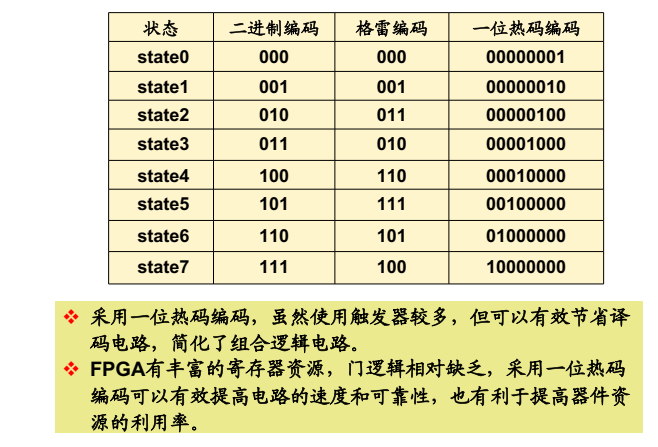 状态 二进制编码 格雷编码 一位热码编码
state0 000 000 00000001
state1 001 001 00000010
state2 010 011 00000100
state3 011 010 00001000
state4 100 110 00010000
state5 101 111 00100000
state6 110 101 01000000
state7 111 100 10000000
采用一位热码编码，虽然使用触发器较多，但可以有效节省译
码电路，简化了组合逻辑电路。
FPGA有丰富的寄存器资源，门逻辑相对缺乏，采用一位热码
编码可以有效提高电路的速度和可靠性，也有利于提高器件资
源的利用率。